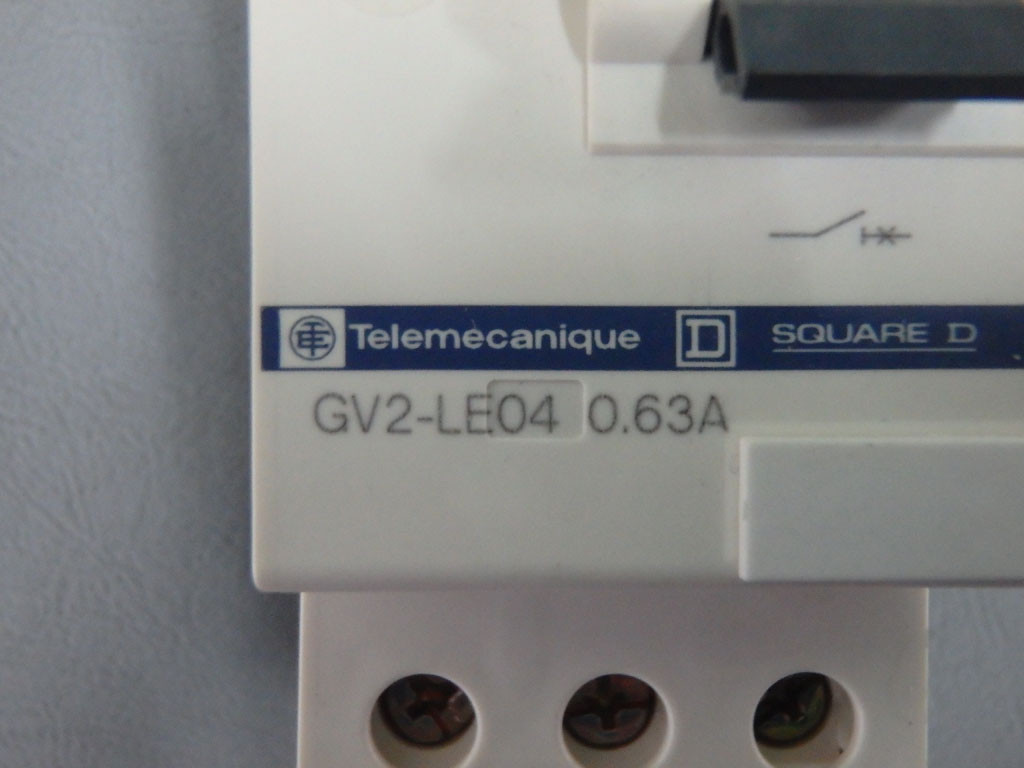 Telemecanique D SQUARE D
GV2-LE04 0.63A